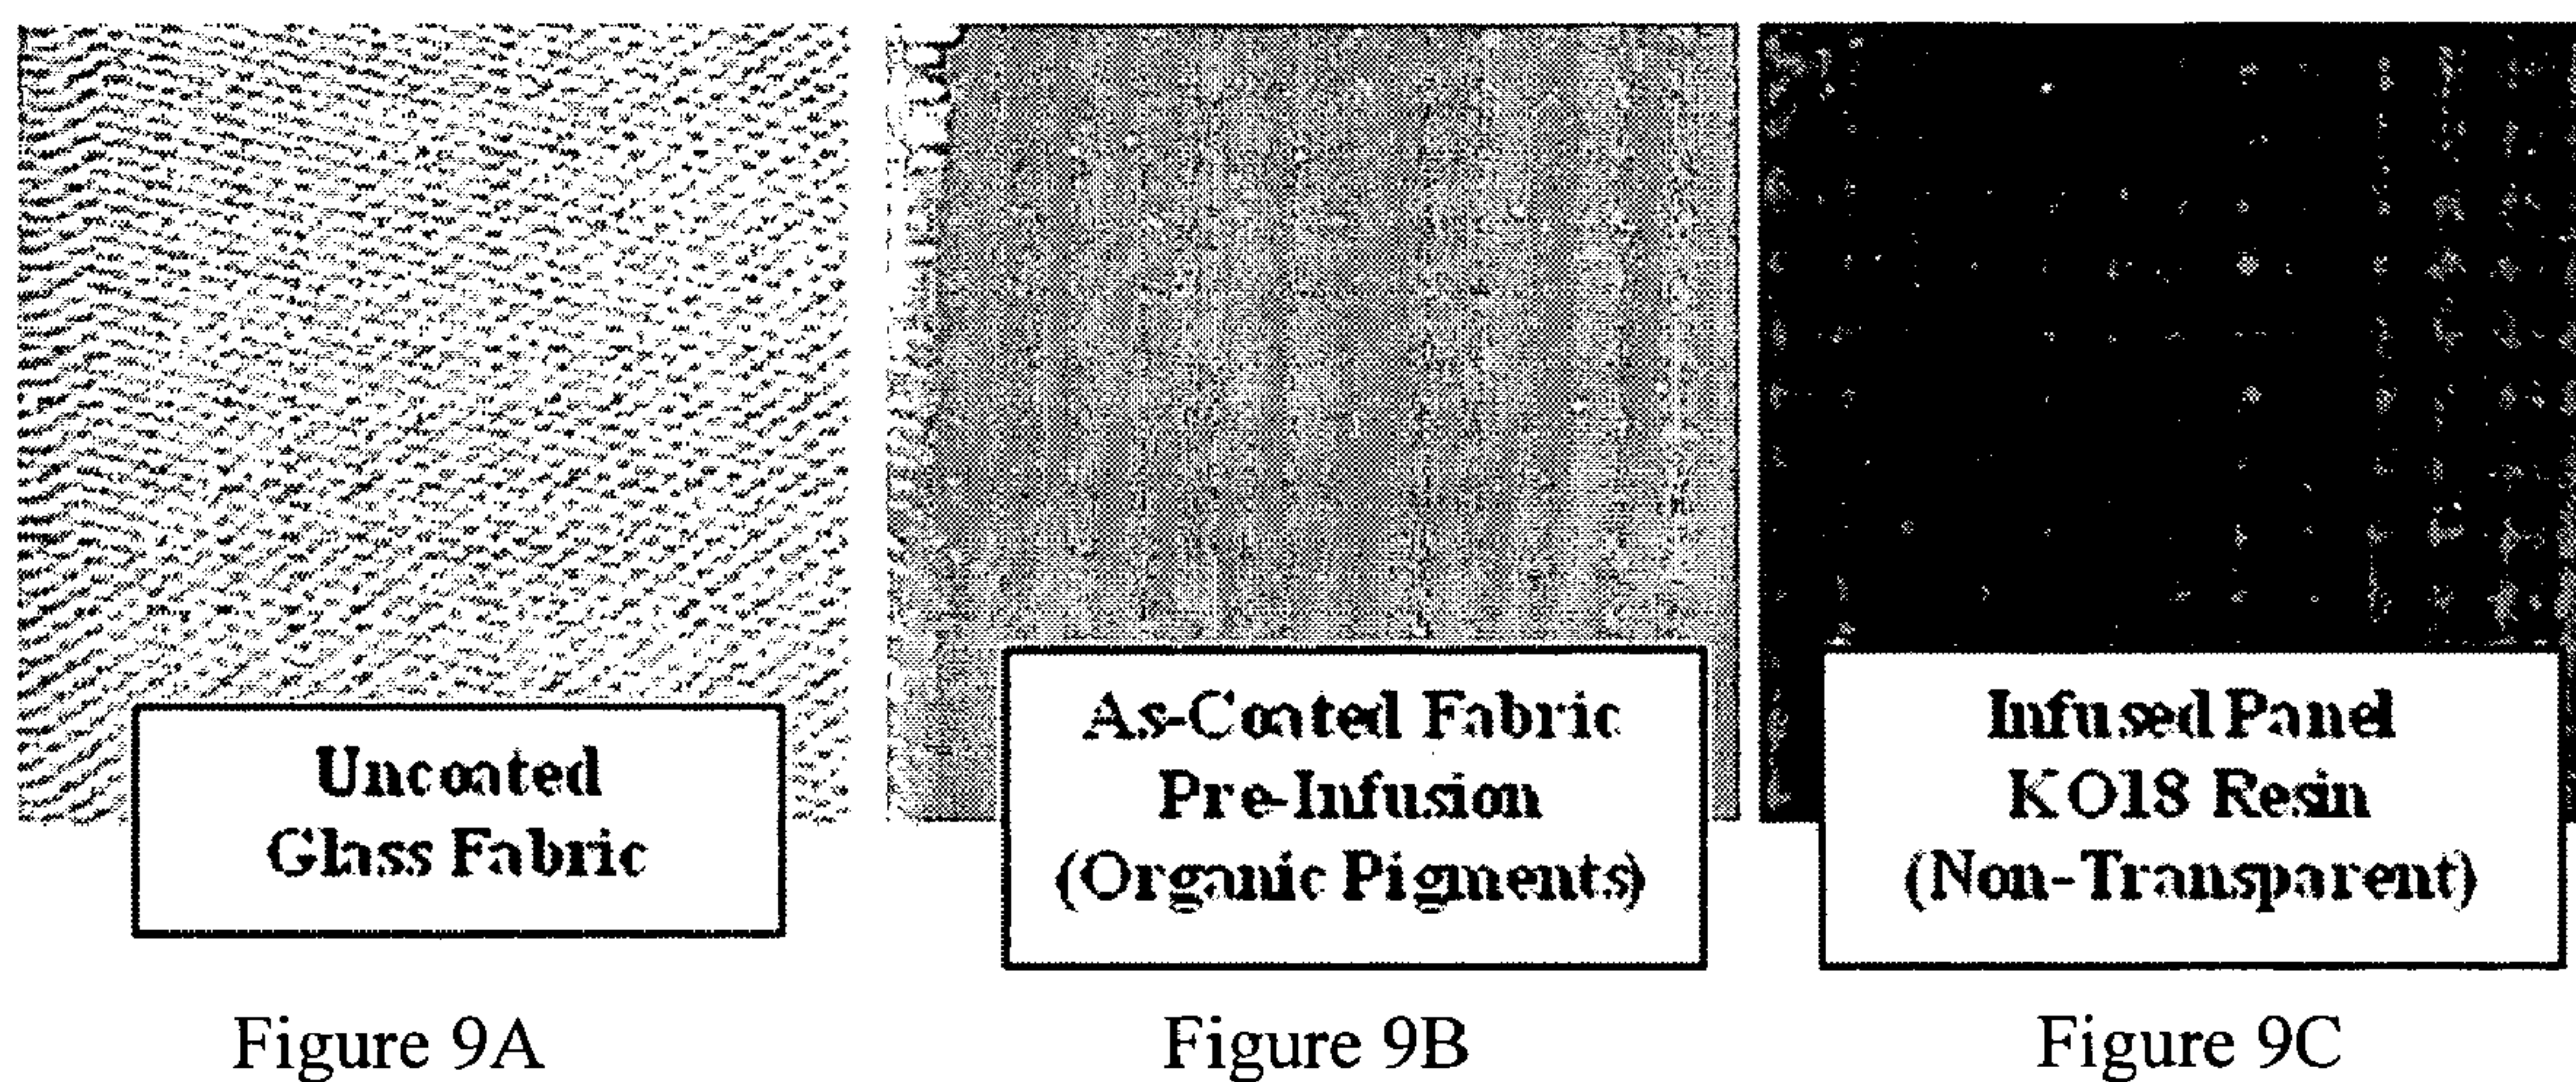 Uncoated
Glass Fabric
Figure 9A
As-Coated Fabric
Pre-Infusion
(Organic Pigments)
Figure 9B
Infused Panel
KO18 Resin
(Non-Transparent)
Figure 9C